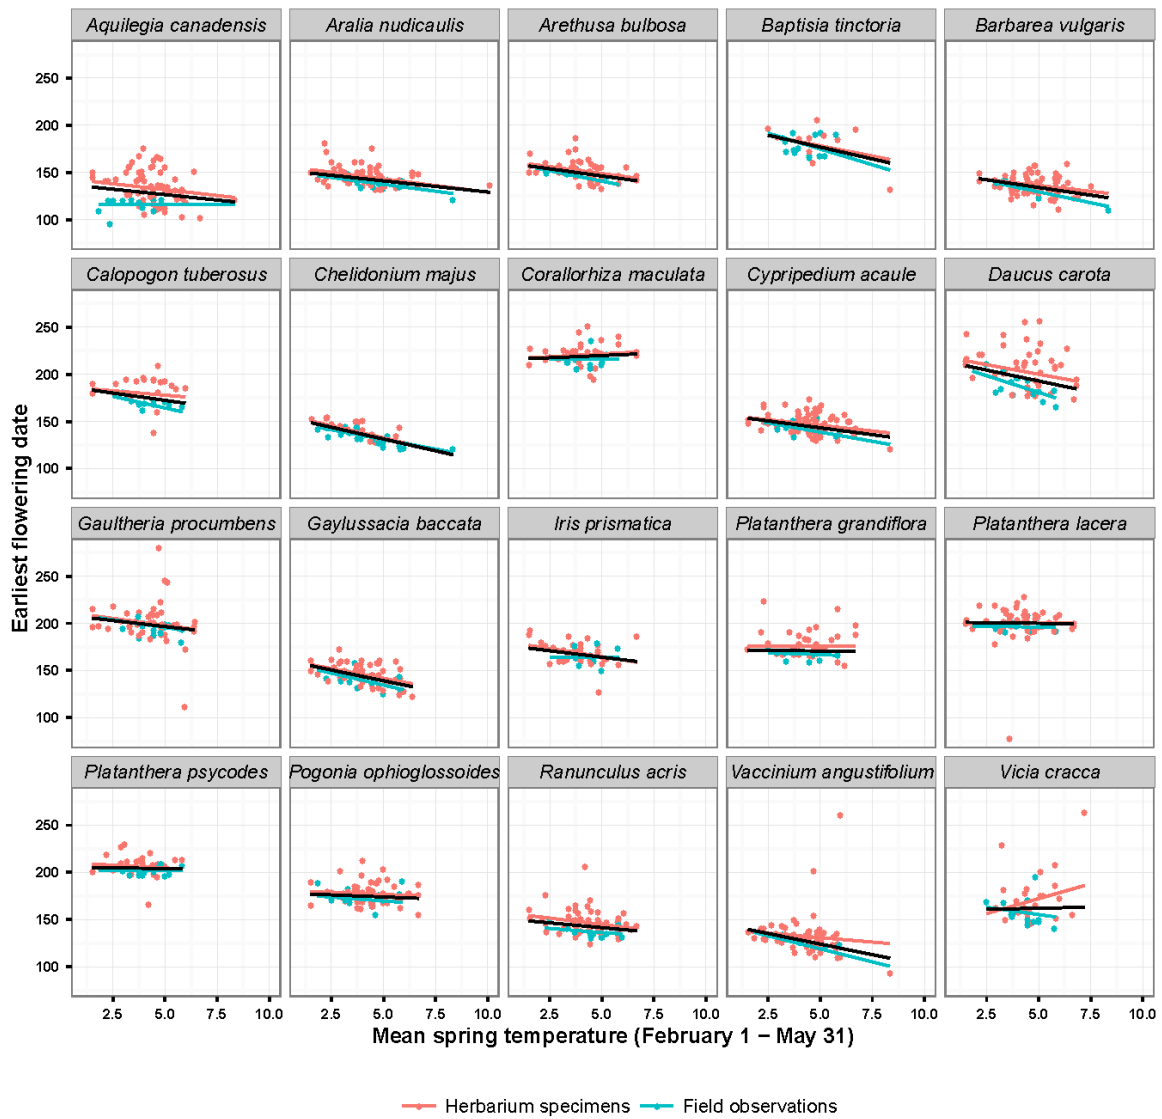 Aquilegia canadensis Aralia nudicaulis Arethusa bulbosa Baptisia tinctoria Barbarea vulgaris
250
200
150
100
Calopogon tuberosus Chelidonium majus Corallorhiza maculata Cypripedium acaule Daucus carota
250
200
150
100
Earliest flowering date
Gaultheria procumbens Gaylussacia baccata Iris prismatica Platanthera grandiflora Platanthera lacera
250
200
150
100
Platanthera psycodes Pogonia ophioglossoides Ranunculus acris Vaccinium angustifolium Vicia cracca
250
200
150
100
2.5 5.0 7.5 10.0 2.5 5.0 7.5 10.0 2.5 5.0 7.5 10.0 2.5 5.0 7.5 10.0 2.5 5.0 7.5 10.0
Mean spring temperature (February 1 − May 31)
Herbarium specimens Field observations